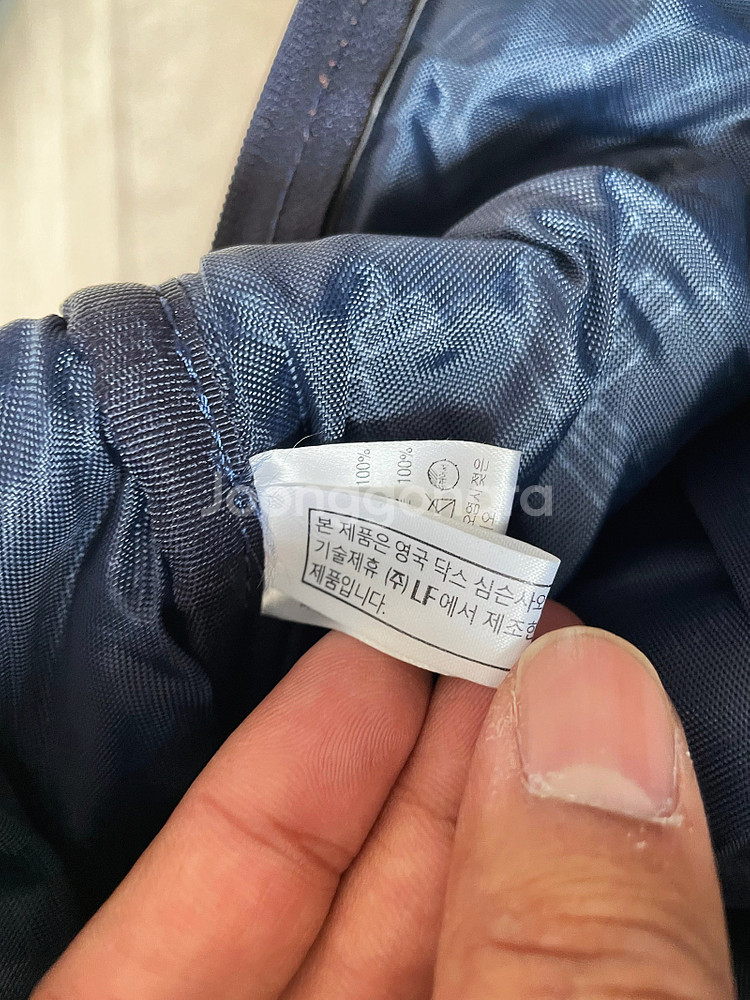 100%
100%
Joonggonara
본 제품은 영국 닥스 심슨사와
기술제휴 (주) LF에서 제조한
제품입니다.